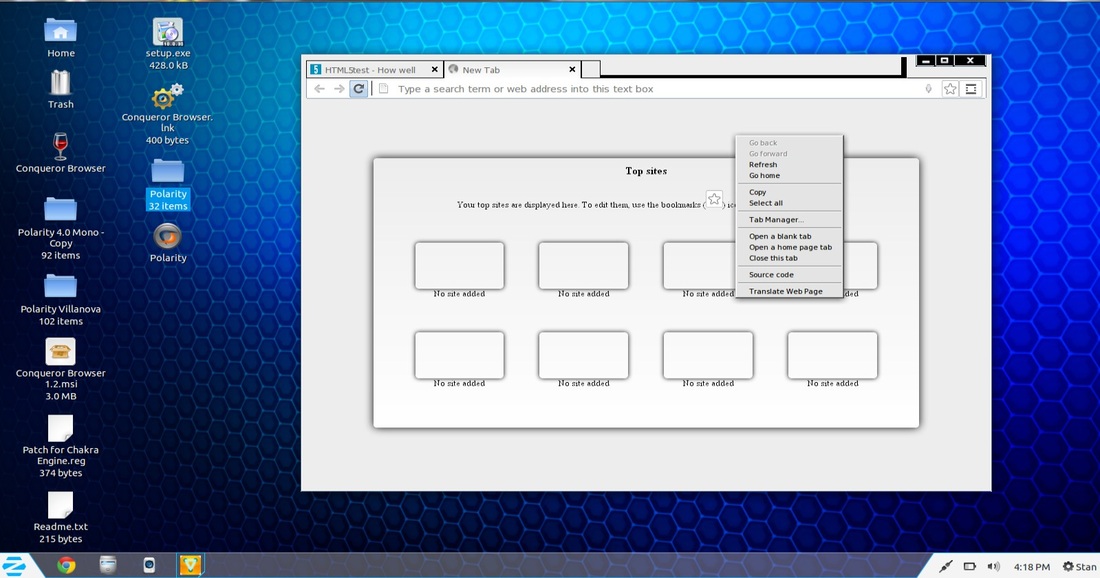 Home
Trash
Conqueror Browser
Polarity 4.0 Mono -
Copy
92 items
Polarity Villanova
102 items
Conqueror Browser
1.2.msi
3.0 MB
Patch for Chakra
Engine.reg
374 bytes
Readme.txt
215 bytes
setup.exe
428.0 kB
Conqueror Browser.
lnk
400 bytes
Polarity
32 items
Polarity
HTML5test - How well
New Tab
Type a search term or web address into this text box
Top sites
Your top sites are displayed here. To edit them, use the bookmarks (
Go back
Go forward
Refresh
Go home
Copy
Select all
Tab Manager...
Open a blank tab
Open a home page tab
Close this tab
Source code
Translate Web Page
No site added
No site added
No site
No site added
No site added
No site added
No site added
4:18 PM
Stan